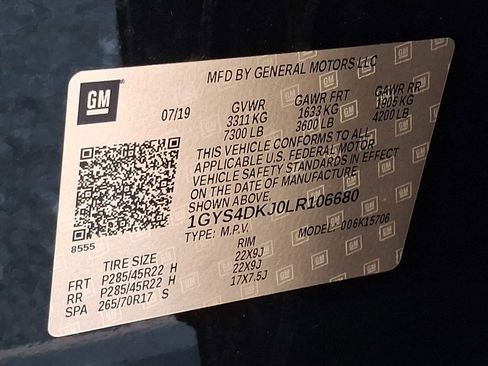 MFD BY GENERAL MOTORS LLC
GM
07/19 GVWR GAWR FRT GAWR RR
3311 KG 1633 KG 1905 KG
7300 LB 3600 LB 4200 LB
THIS VEHICLE CONFORMS TO ALL
APPLICABLE U.S. FEDERAL MOTOR
VEHICLE SAFETY STANDARDS IN EFFECT
ON THE DATE OF MANUFACTURE
SHOWN ABOVE.
1GYS4DKJ0LR106680
8555 TYPE: M.P.V. MODEL: 006K15706
TIRE SIZE RIM
FRT P285/45R22 H 22X9J
RR P285/45R22 H 22X9J
SPA 265/70R17 S 17X7.5J